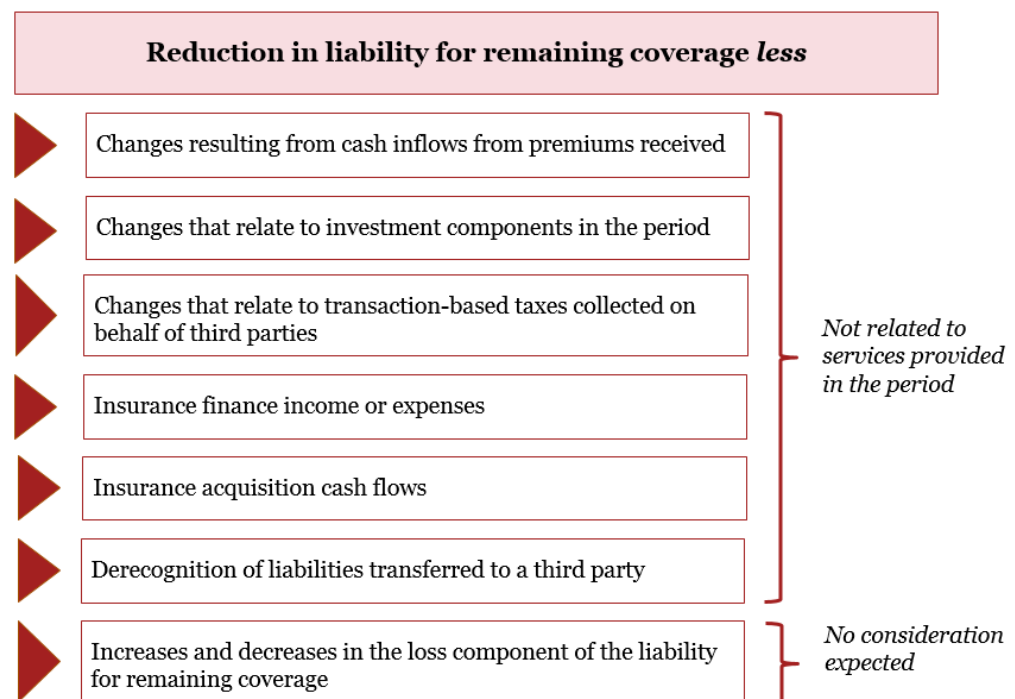 Reduction in liability for remaining coverage less
Changes resulting from cash inflows from premiums received
Changes that relate to investment components in the period
Changes that relate to transaction-based taxes collected on
behalf of third parties
Insurance finance income or expenses
Insurance acquisition cash flows
Derecognition of liabilities transferred to a third party
Not related to
services provided
in the period
Increases and decreases in the loss component of the liability
for remaining coverage
No consideration
expected